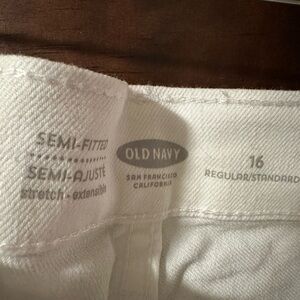 SEMI-FITTED
SEMI-AJUSTÉ
stretch • extensible
OLD NAVY
SAN FRANCISCO
CALIFORNIA
16
REGULAR/STANDARD